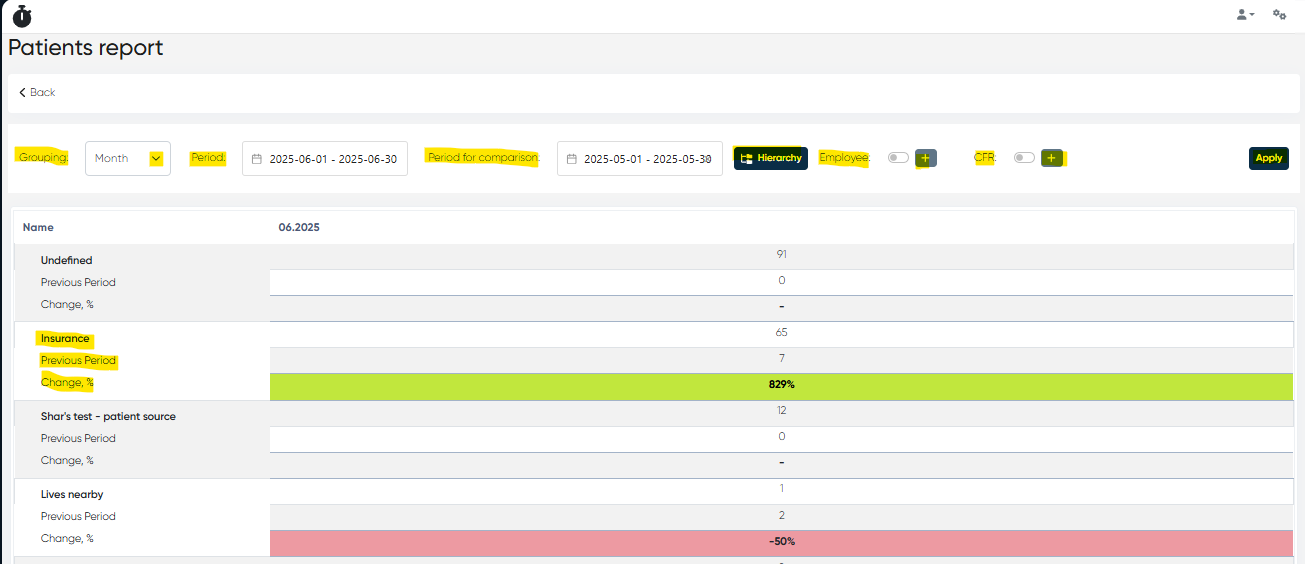 Patients report
Back
Grouping: Month Period: 2025-06-01 - 2025-06-30 Period for comparison: 2025-05-01 - 2025-05-30 Hierarchy Employee: + CFR: + Apply
Name 06.2025
Undefined 91
Previous Period 0
Change, % -
Insurance 65
Previous Period 7
Change, % 829%
Shar's test - patient source 12
Previous Period 0
Change, % -
Lives nearby 1
Previous Period 2
Change, % -50%